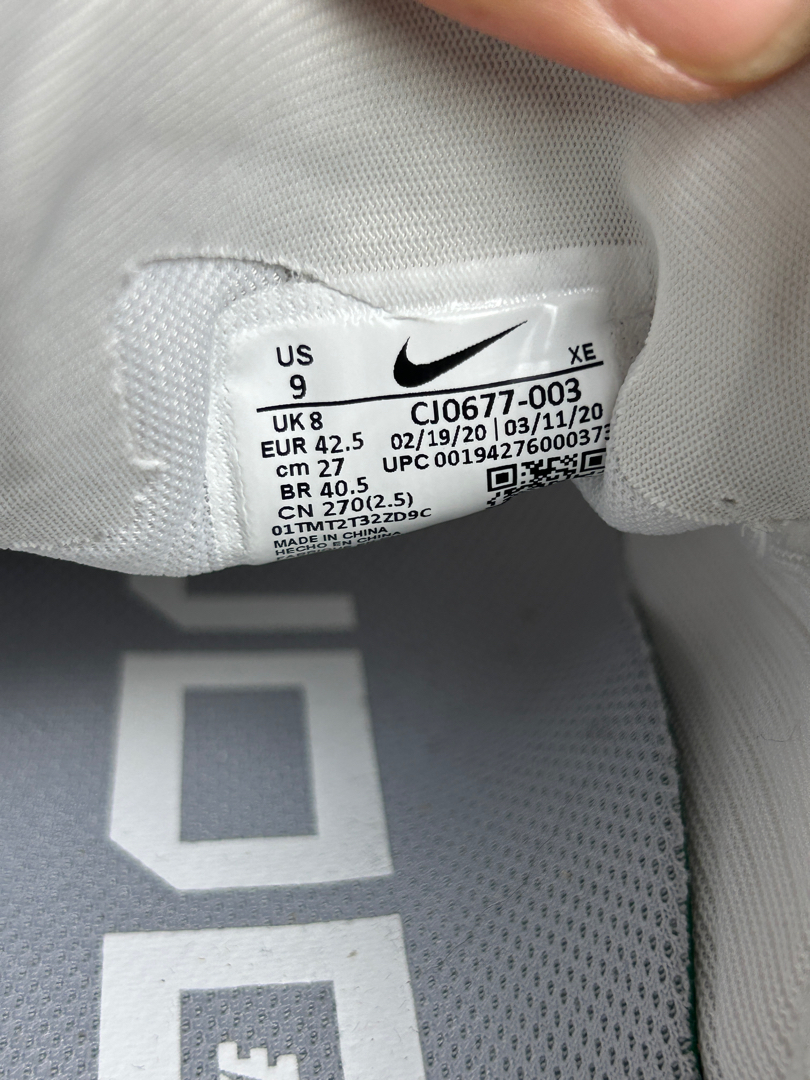 US
9
XE
UK 8
CJ0677-003
EUR 42.5
02/19/20 | 03/11/20
cm 27
UPC 00194276000373
BR 40.5
CN 270(2.5)
01TMT2T32ZD9C
MADE IN CHINA
HECHO EN CHINA